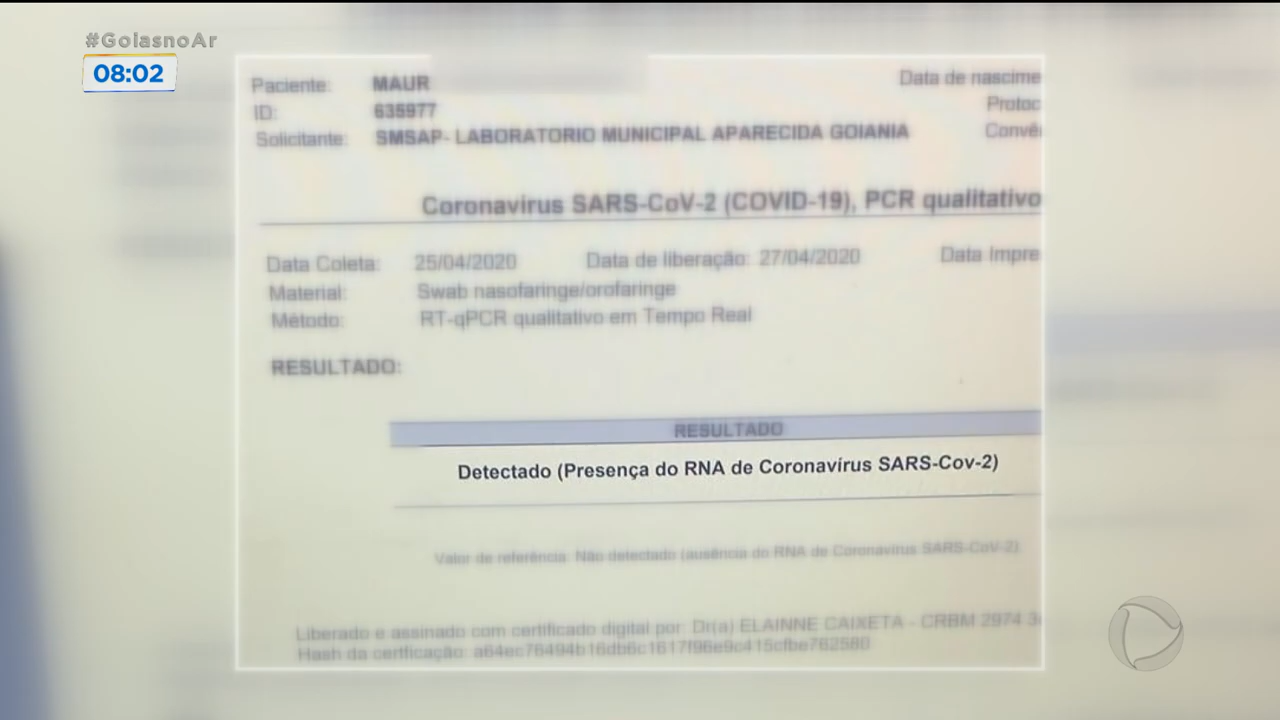 #GoiasnoAr
08:02
Paciente: MAUR
Data de nascime
ID: 635977
Protoc
Solicitante: SMSAP- LABORATORIO MUNICIPAL APARECIDA GOIANIA
Convê
Coronavirus SARS-CoV-2 (COVID-19), PCR qualitativo
Data Coleta: 25/04/2020 Data de liberação: 27/04/2020 Data Impre
Material: Swab nasofaringe/orofaringe
Método: RT-qPCR qualitativo em Tempo Real
RESULTADO:
RESULTADO
Detectado (Presença do RNA de Coronavírus SARS-Cov-2)
Valor de referência: Não detectado (ausência do RNA de Coronavirus SARS-CoV-2)
Liberado e assinado com certificado digital por: Dr(a) ELAINNE CAIXETA - CRBM 2974
Hash da certficação: